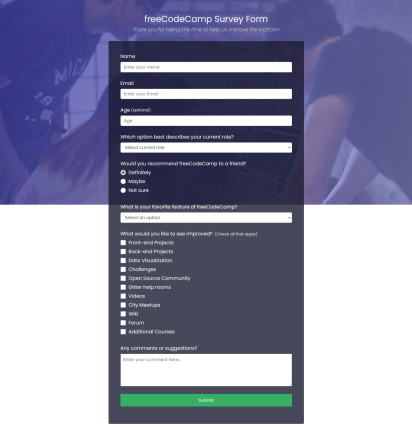 freeCodeCamp Survey Form
Thank you for taking the time to help us improve the platform
Name
Enter your name
Email
Enter your Email
Age (optional)
Age
Which option best describes your current role?
Select current role
Would you recommend freeCodeCamp to a friend?
Definitely
Maybe
Not sure
What is your favorite feature of freeCodeCamp?
Select an option
What would you like to see improved? (Check all that apply)
Front-end Projects
Back-end Projects
Data Visualization
Challenges
Open Source Community
Gitter help rooms
Videos
City Meetups
Wiki
Forum
Additional Courses
Any comments or suggestions?
Enter your comment here...
Submit